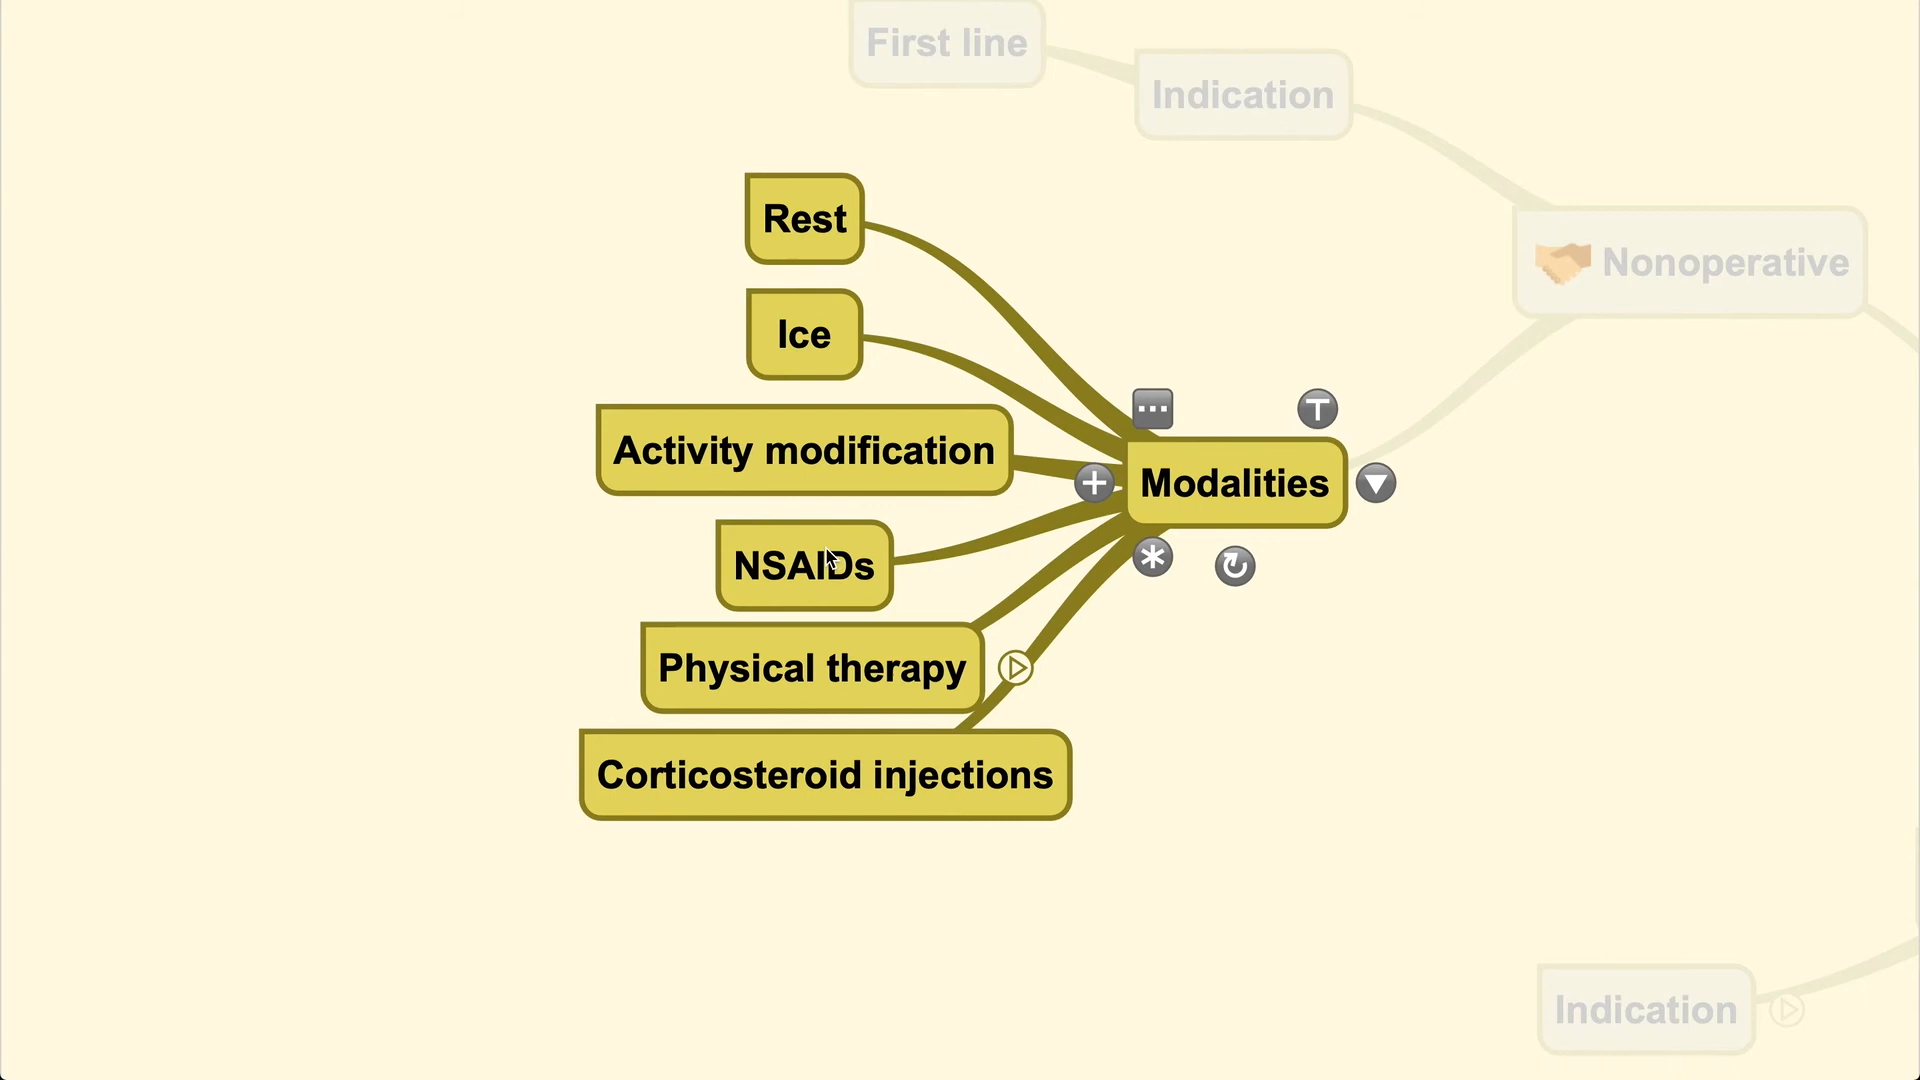 First line
Indication
Rest
Nonoperative
Ice
Activity modification
Modalities
NSAIDs
Physical therapy
Corticosteroid injections
Indication